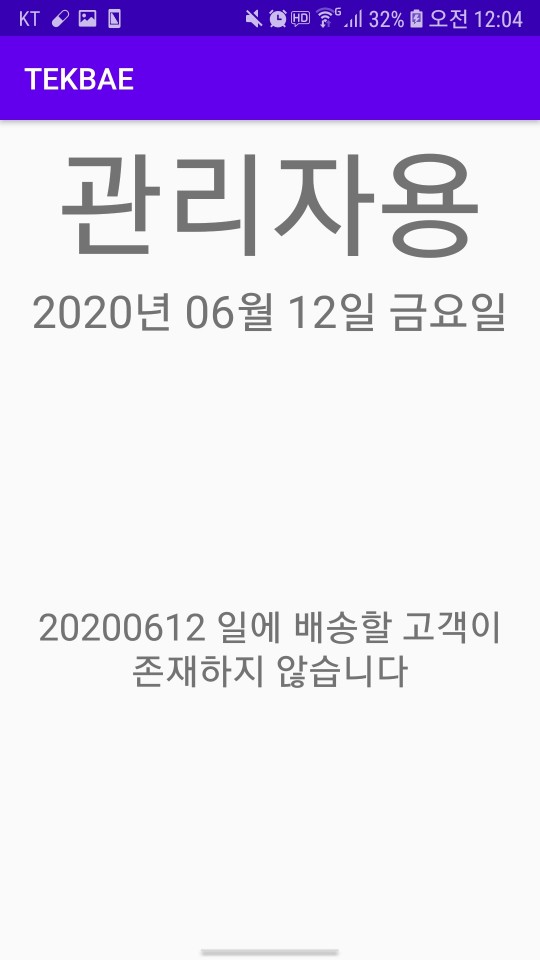 KT HD G 32% 오전 12:04
TEKBAE
관리자용
2020년 06월 12일 금요일
20200612 일에 배송할 고객이
존재하지 않습니다